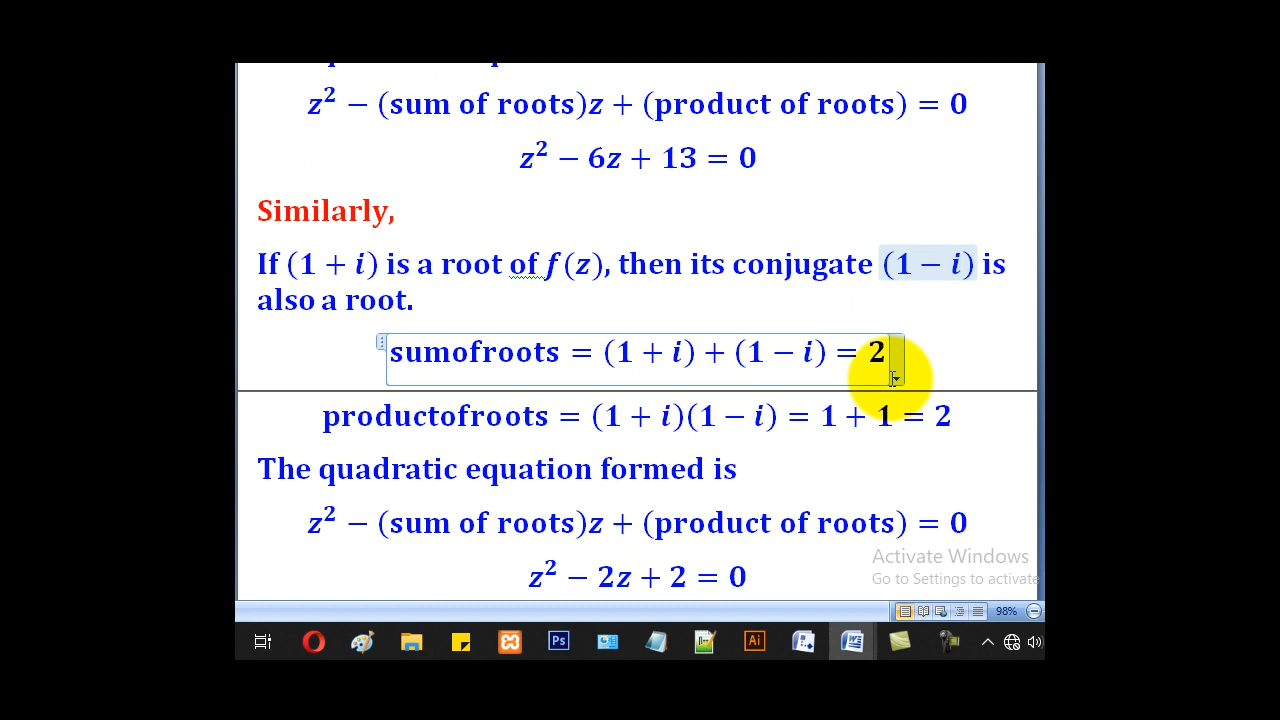 z² − (sum of roots)z + (product of roots) = 0
z² − 6z + 13 = 0
Similarly,
If (1 + i) is a root of f(z), then its conjugate (1 − i) is
also a root.
sumofroots = (1 + i) + (1 − i) = 2
productofroots = (1 + i)(1 − i) = 1 + 1 = 2
The quadratic equation formed is
z² − (sum of roots)z + (product of roots) = 0
z² − 2z + 2 = 0
Activate Windows
Go to Settings to activate
98%
Ps
Ai
W